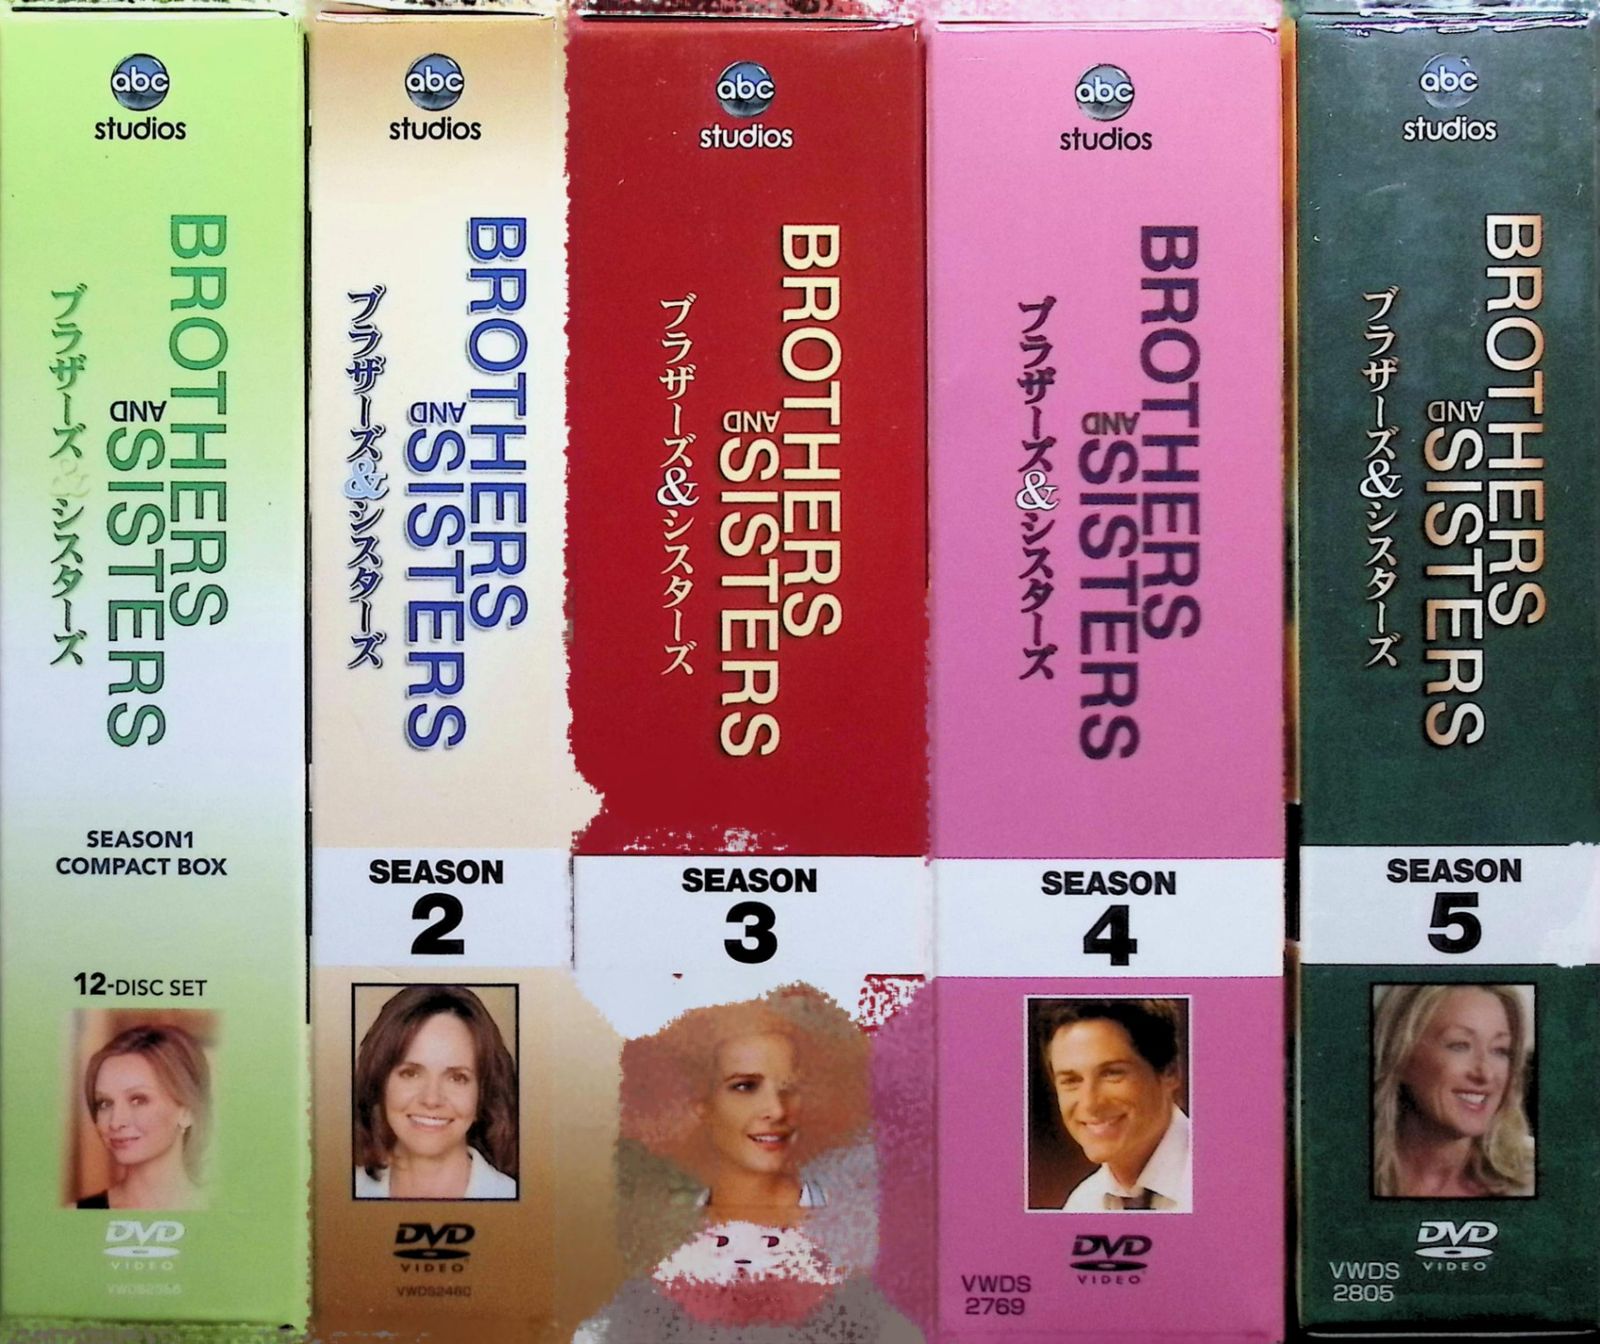 abc
studios
BROTHERS
AND
SISTERS
ブラザーズ&シスターズ
SEASON1
COMPACT BOX
12-DISC SET
DVD
VIDEO
abc
studios
BROTHERS
AND
SISTERS
ブラザーズ&シスターズ
SEASON
2
DVD
VIDEO
VWDS2460
abc
studios
BROTHERS
AND
SISTERS
ブラザーズ&シスターズ
SEASON
3
abc
studios
BROTHERS
AND
SISTERS
ブラザーズ&シスターズ
SEASON
4
DVD
VIDEO
VWDS
2769
abc
studios
BROTHERS
AND
SISTERS
ブラザーズ&シスターズ
SEASON
5
DVD
VIDEO
VWDS
2805